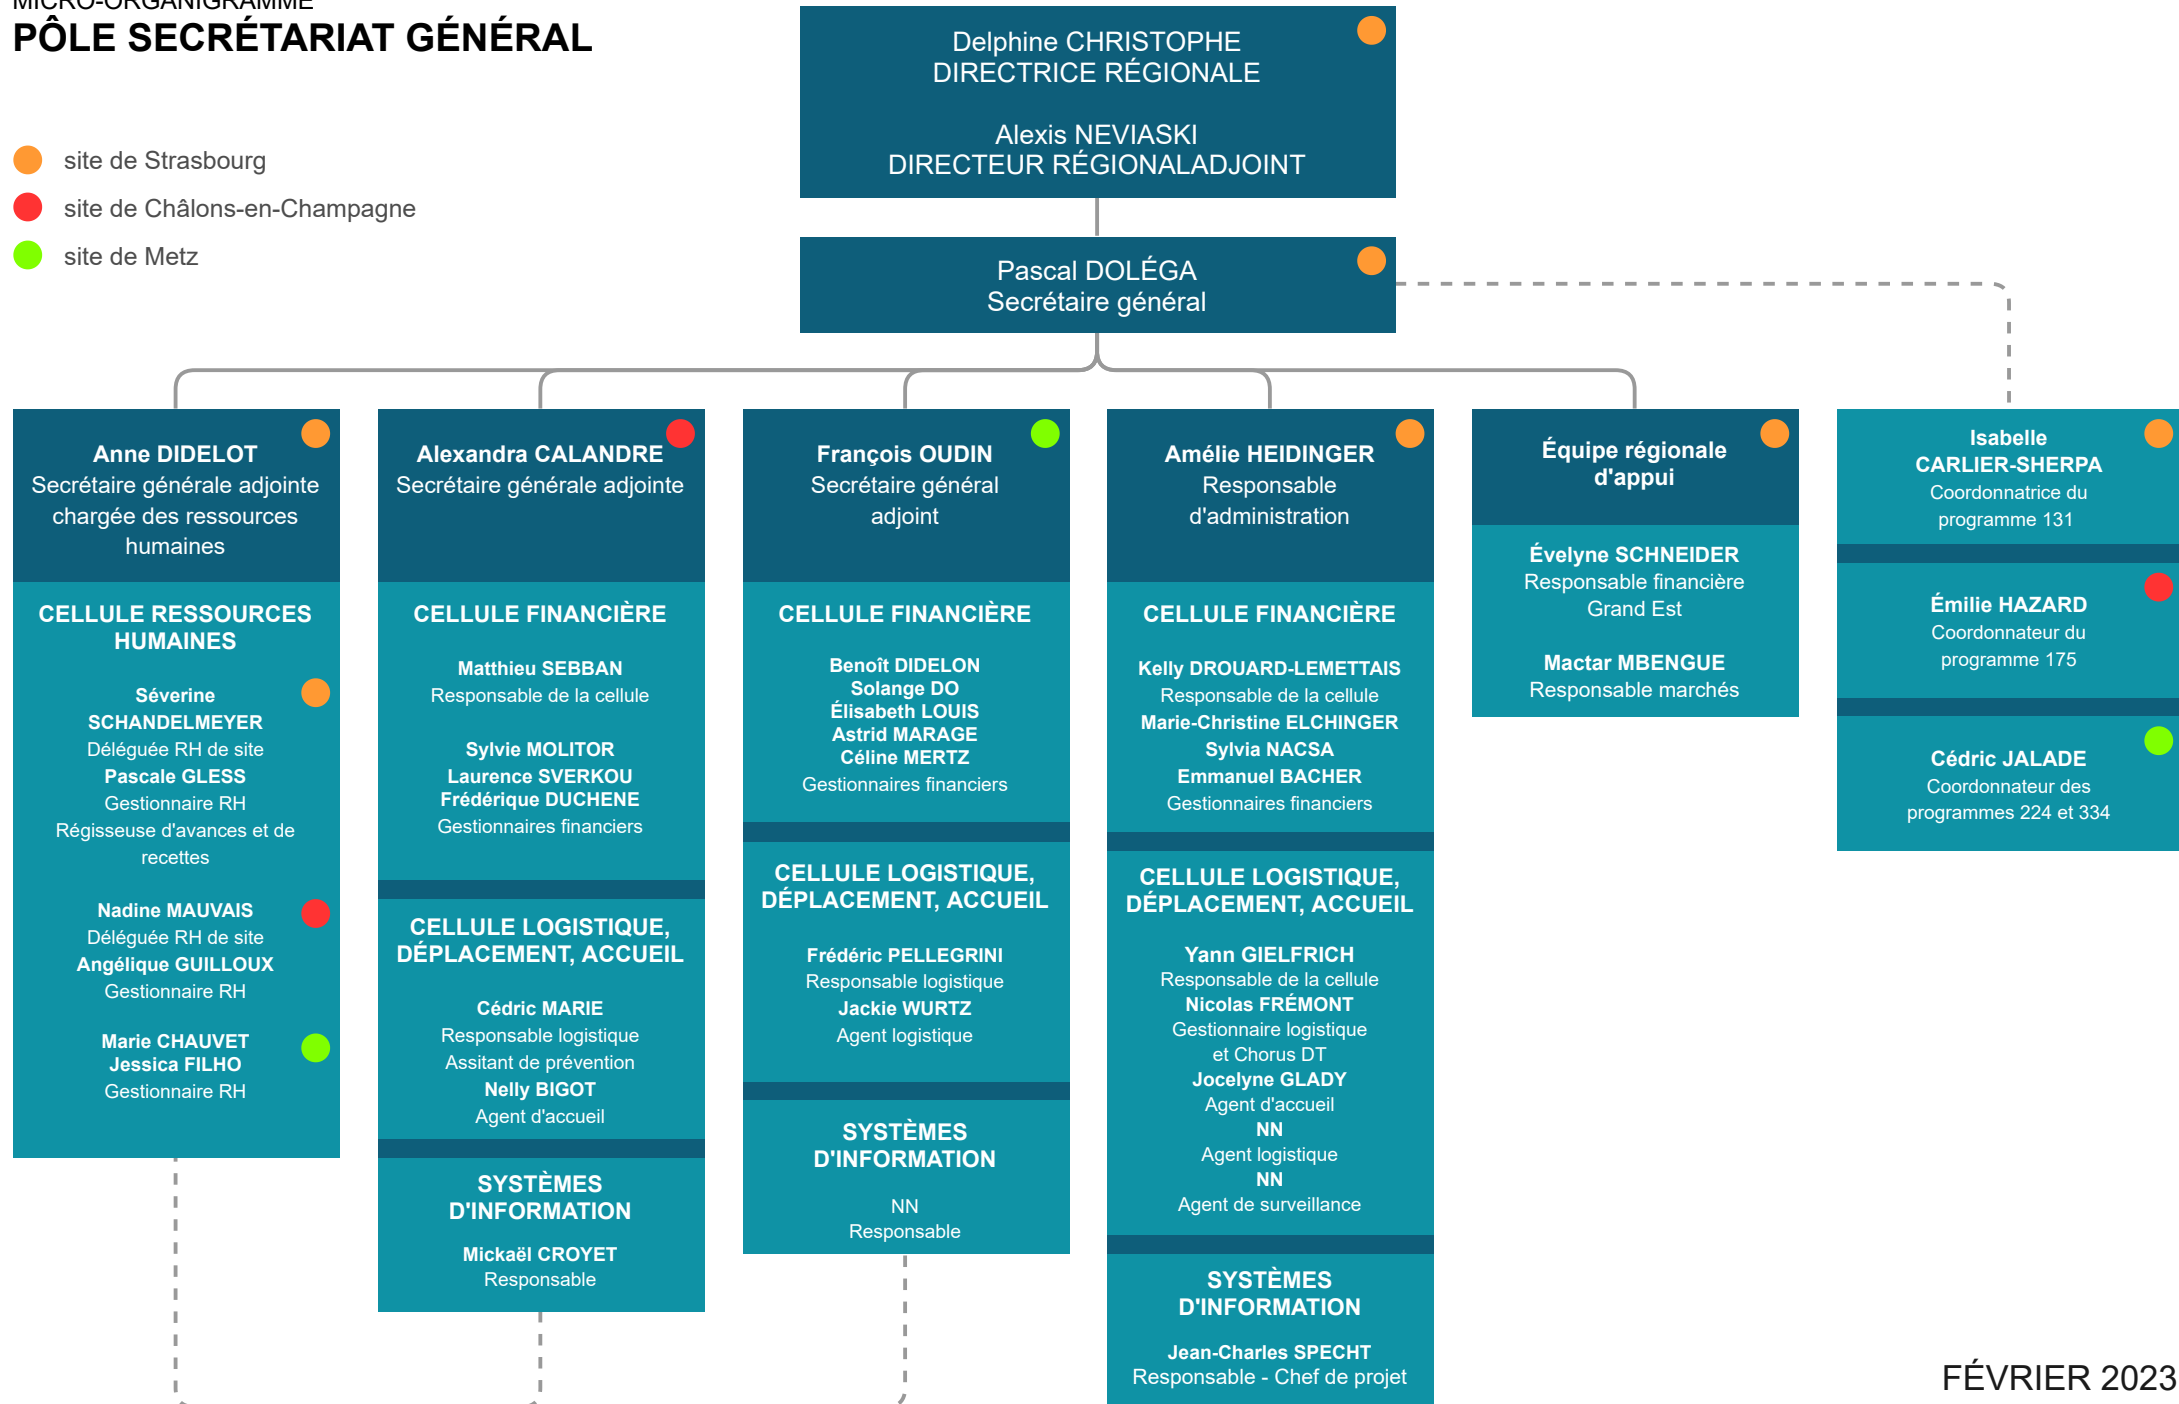 MICRO-ORGANIGRAMME
PÔLE SECRÉTARIAT GÉNÉRAL
site de Strasbourg
site de Châlons-en-Champagne
site de Metz
Delphine CHRISTOPHE
DIRECTRICE RÉGIONALE
Alexis NEVIASKI
DIRECTEUR RÉGIONALADJOINT
Pascal DOLÉGA
Secrétaire général
Anne DIDELOT
Secrétaire générale adjointe
chargée des ressources
humaines
CELLULE RESSOURCES
HUMAINES
Séverine
SCHANDELMEYER
Déléguée RH de site
Pascale GLESS
Gestionnaire RH
Régisseuse d'avances et de
recettes
Nadine MAUVAIS
Déléguée RH de site
Angélique GUILLOUX
Gestionnaire RH
Marie CHAUVET
Jessica FILHO
Gestionnaire RH
Alexandra CALANDRE
Secrétaire générale adjointe
CELLULE FINANCIÈRE
Matthieu SEBBAN
Responsable de la cellule
Sylvie MOLITOR
Laurence SVERKOU
Frédérique DUCHENE
Gestionnaires financiers
CELLULE LOGISTIQUE,
DÉPLACEMENT, ACCUEIL
Cédric MARIE
Responsable logistique
Assitant de prévention
Nelly BIGOT
Agent d'accueil
SYSTÈMES
D'INFORMATION
Mickaël CROYET
Responsable
François OUDIN
Secrétaire général
adjoint
CELLULE FINANCIÈRE
Benoît DIDELON
Solange DO
Élisabeth LOUIS
Astrid MARAGE
Céline MERTZ
Gestionnaires financiers
CELLULE LOGISTIQUE,
DÉPLACEMENT, ACCUEIL
Frédéric PELLEGRINI
Responsable logistique
Jackie WURTZ
Agent logistique
SYSTÈMES
D'INFORMATION
NN
Responsable
Amélie HEIDINGER
Responsable
d'administration
CELLULE FINANCIÈRE
Kelly DROUARD-LEMETTAIS
Responsable de la cellule
Marie-Christine ELCHINGER
Sylvia NACSA
Emmanuel BACHER
Gestionnaires financiers
CELLULE LOGISTIQUE,
DÉPLACEMENT, ACCUEIL
Yann GIELFRICH
Responsable de la cellule
Nicolas FRÉMONT
Gestionnaire logistique
et Chorus DT
Jocelyne GLADY
Agent d'accueil
NN
Agent logistique
NN
Agent de surveillance
SYSTÈMES
D'INFORMATION
Jean-Charles SPECHT
Responsable - Chef de projet
Équipe régionale
d'appui
Évelyne SCHNEIDER
Responsable financière
Grand Est
Mactar MBENGUE
Responsable marchés
Isabelle
CARLIER-SHERPA
Coordonnatrice du
programme 131
Émilie HAZARD
Coordonnateur du
programme 175
Cédric JALADE
Coordonnateur des
programmes 224 et 334
FÉVRIER 2023